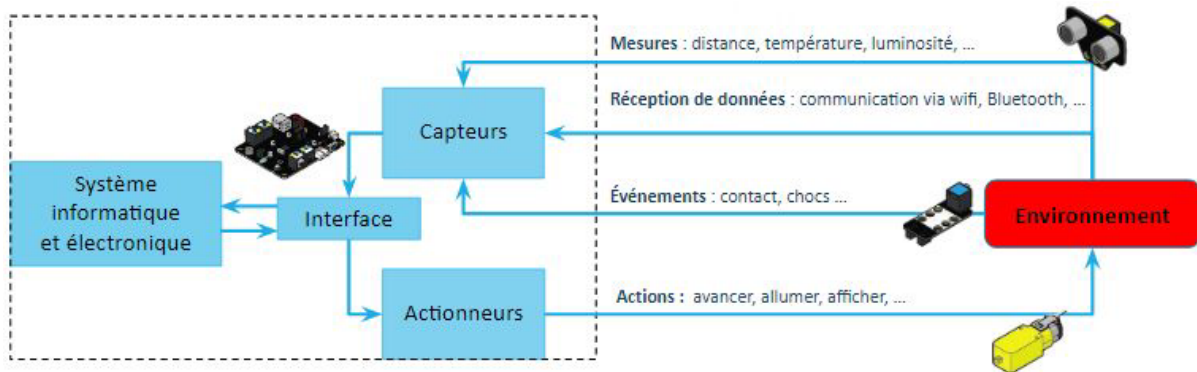 Mesures : distance, température, luminosité, ...
Réception de données : communication via wifi, Bluetooth, ...
Capteurs
Système
informatique
et électronique
Interface
Événements : contact, chocs ...
Environnement
Actionneurs
Actions : avancer, allumer, afficher, ...